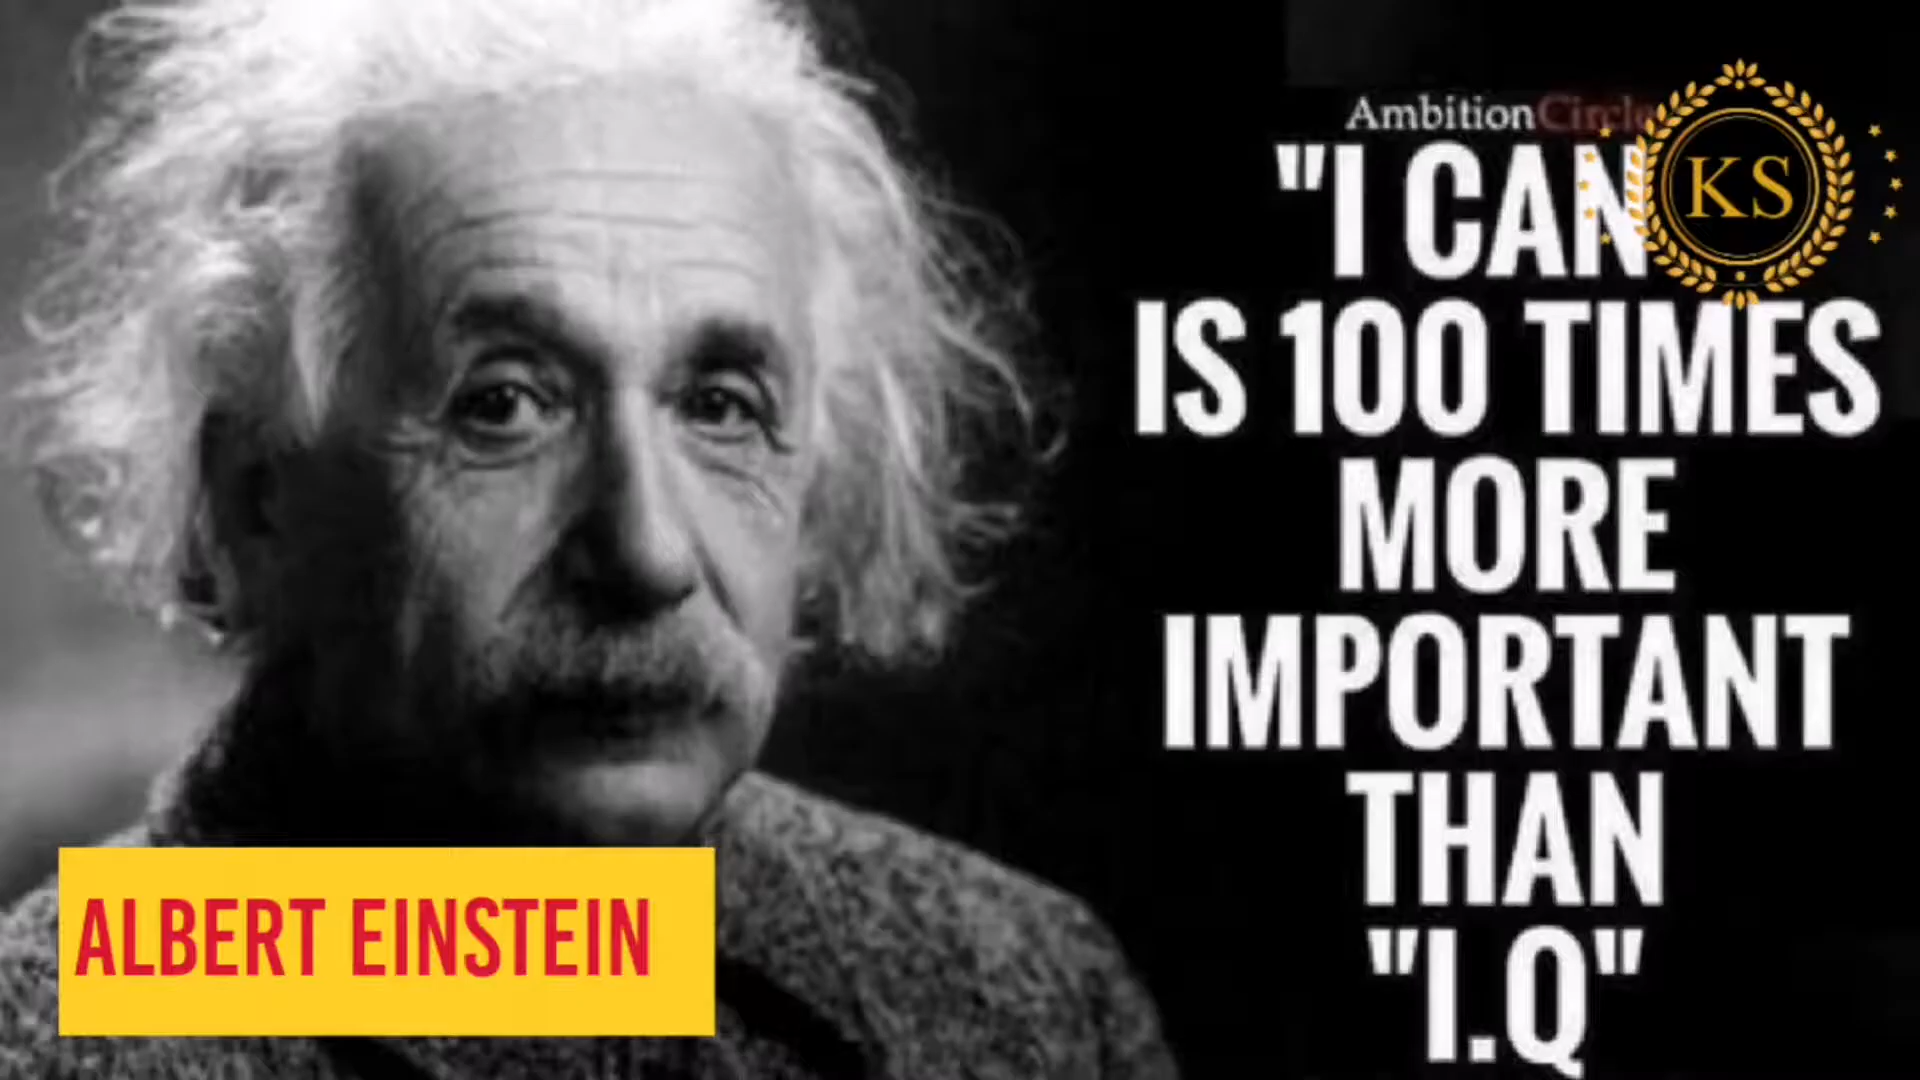 AmbitionCircle
KS
"I CAN
IS 100 TIMES
MORE
IMPORTANT
THAN
"I.Q"
ALBERT EINSTEIN